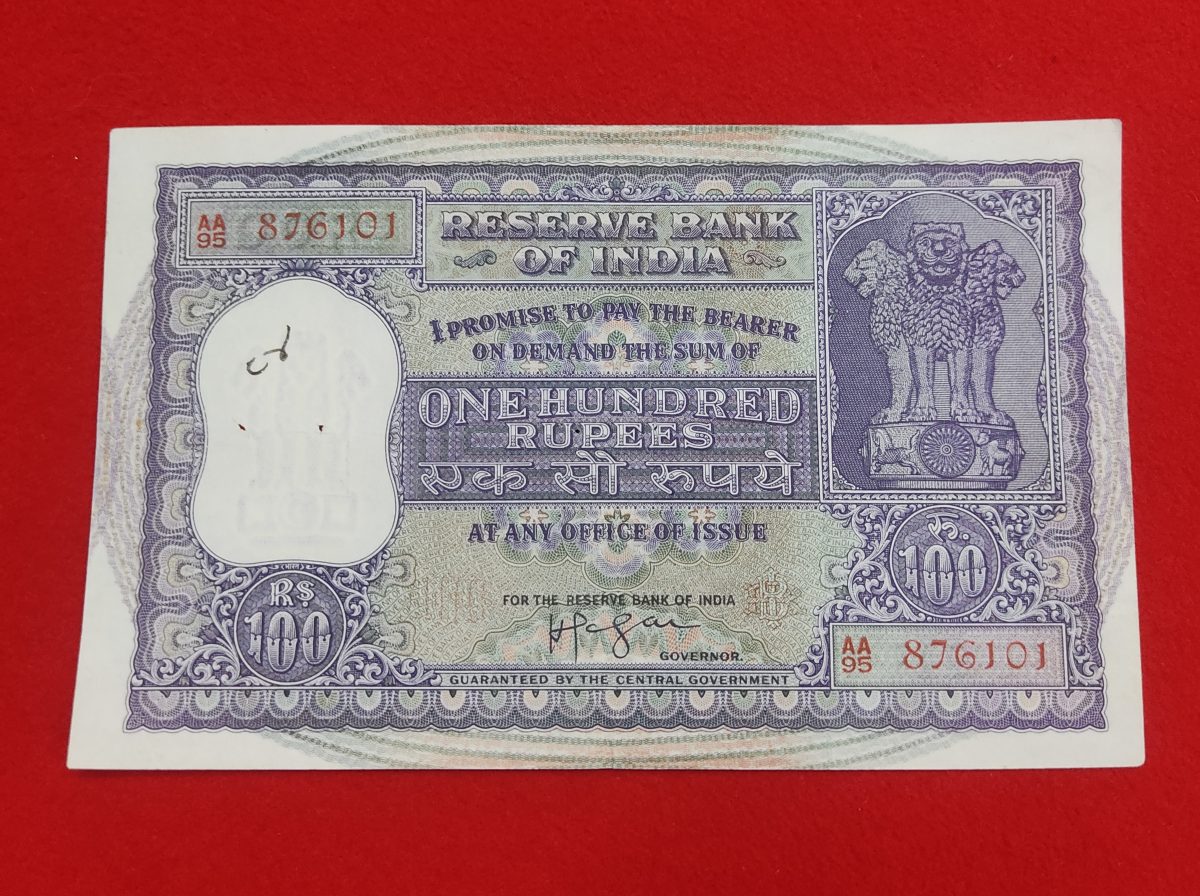 AA
95 876101
RESERVE BANK
OF INDIA
I PROMISE TO PAY THE BEARER
ON DEMAND THE SUM OF
ONE HUNDRED
RUPEES
एक सौ रूपये
AT ANY OFFICE OF ISSUE
RS
100
रु.
100
FOR THE RESERVE BANK OF INDIA
GOVERNOR.
AA
95 876101
GUARANTEED BY THE CENTRAL GOVERNMENT